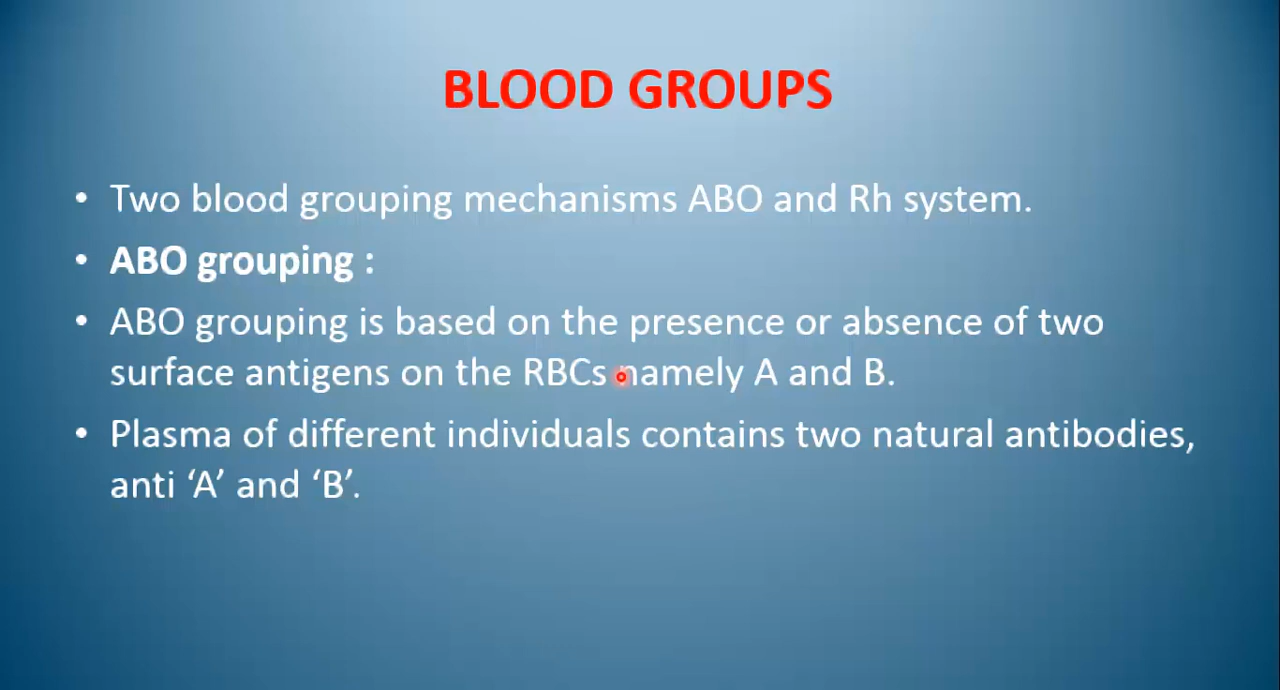 BLOOD GROUPS
• Two blood grouping mechanisms ABO and Rh system.
• ABO grouping :
• ABO grouping is based on the presence or absence of two
surface antigens on the RBCs namely A and B.
• Plasma of different individuals contains two natural antibodies,
anti ‘A’ and ‘B’.